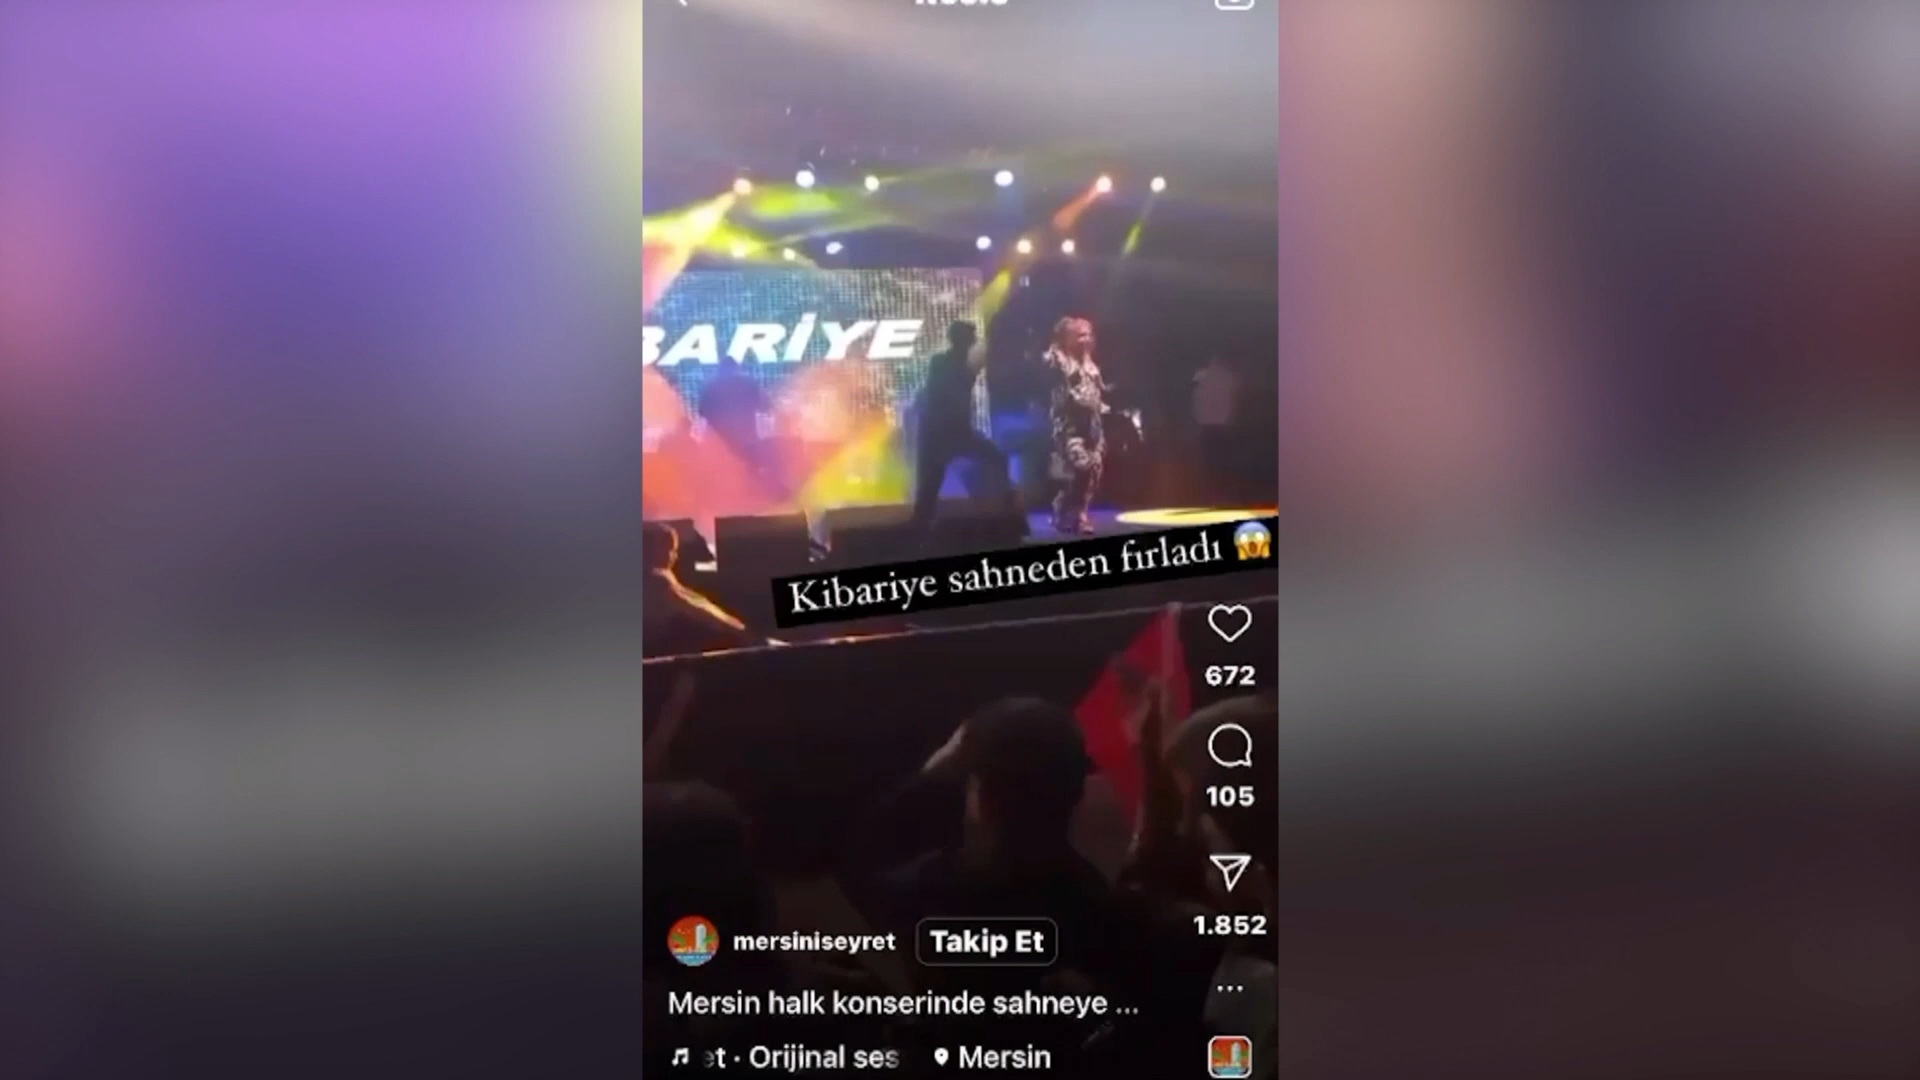 BARİYE
Kibariye sahneden fırladı
672
105
1.852
mersiniseyret
Takip Et
Mersin halk konserinde sahneye ...
et · Orijinal ses
Mersin